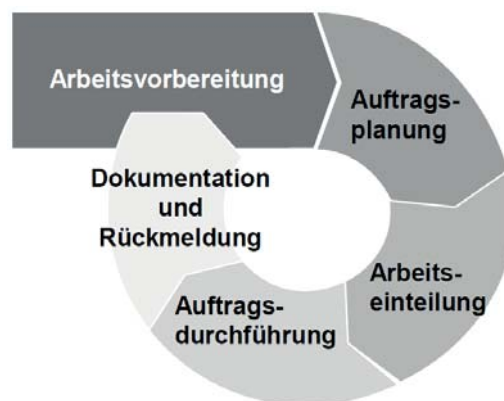 Arbeitsvorbereitung
Auftrags-
planung
Arbeits-
einteilung
Auftrags-
durchführung
Dokumentation
und
Rückmeldung